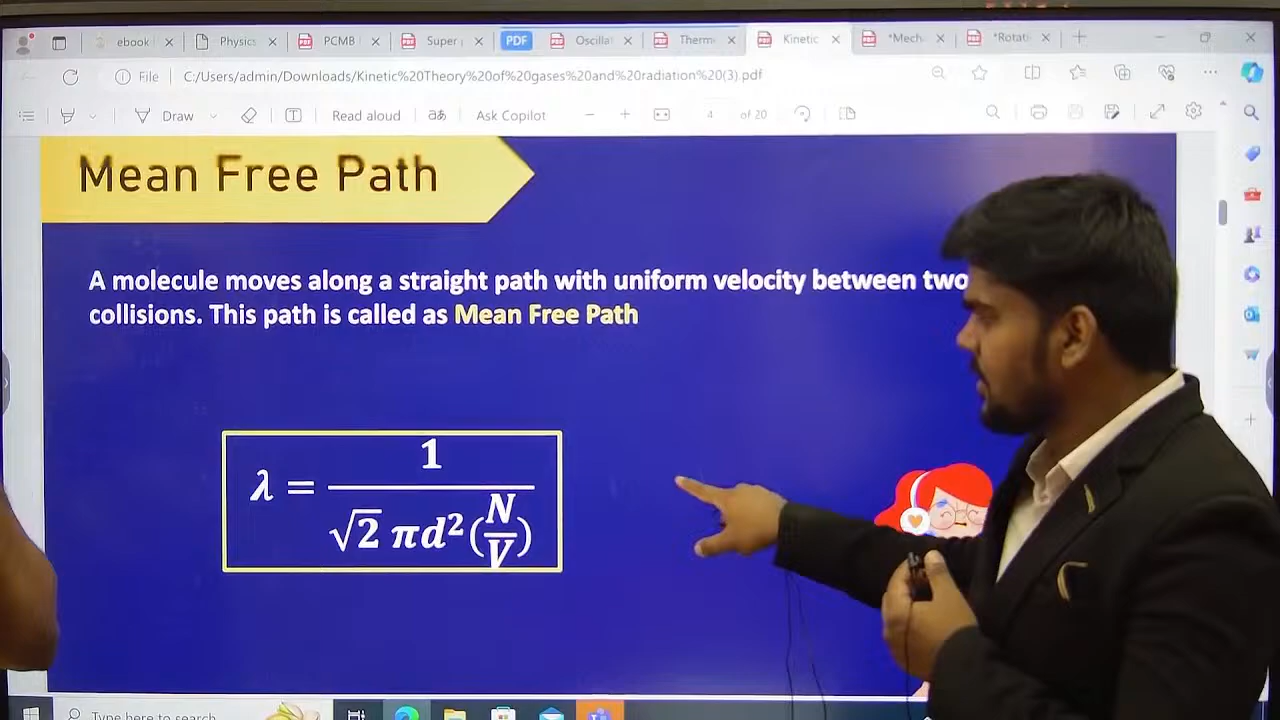 ebook
Physics
PCMB
Super
PDF
Oscillat
Therm
Kinetic
*Mech
*Rotati
File
C:/Users/admin/Downloads/Kinetic%20Theory%20of%20gases%20and%20radiation%20(3).pdf
Draw
Read aloud
aあ
Ask Copilot
4 of 20
Mean Free Path
A molecule moves along a straight path with uniform velocity between two
collisions. This path is called as Mean Free Path
λ = 1 / √2 πd²(N/V)
Type here to search